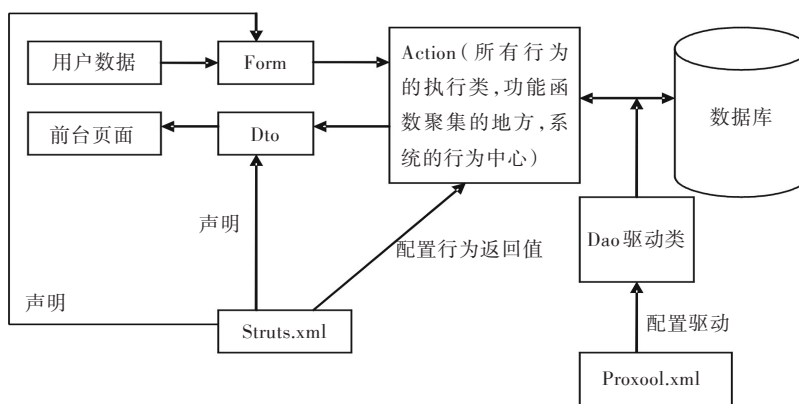 用户数据
Form
Action(所有行为
的执行类,功能函
数聚集的地方,系
统的行为中心)
数据库
前台页面
Dto
声明
配置行为返回值
Dao驱动类
声明
Struts.xml
配置驱动
Proxool.xml